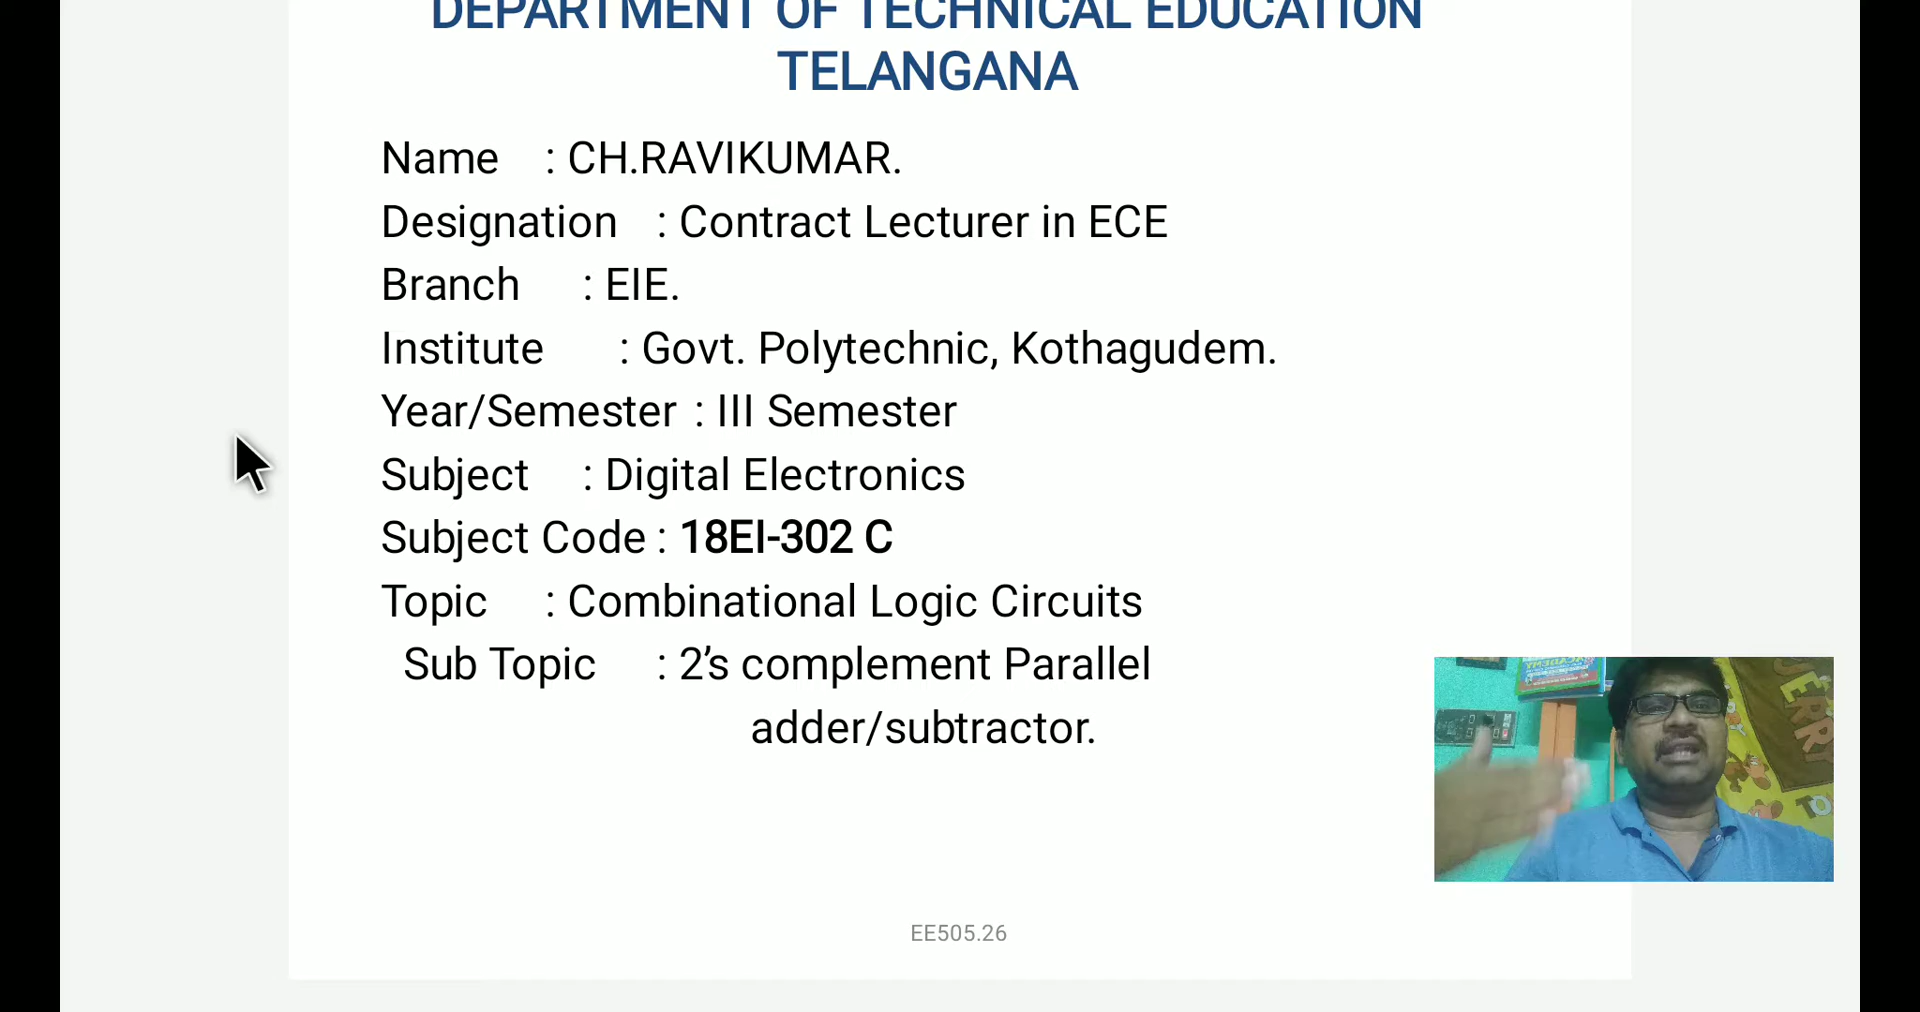 DEPARTMENT OF TECHNICAL EDUCATION
TELANGANA
Name : CH.RAVIKUMAR.
Designation : Contract Lecturer in ECE
Branch : EIE.
Institute : Govt. Polytechnic, Kothagudem.
Year/Semester : III Semester
Subject : Digital Electronics
Subject Code : 18EI-302 C
Topic : Combinational Logic Circuits
Sub Topic : 2’s complement Parallel
adder/subtractor.
ACADEMY
EE505.26